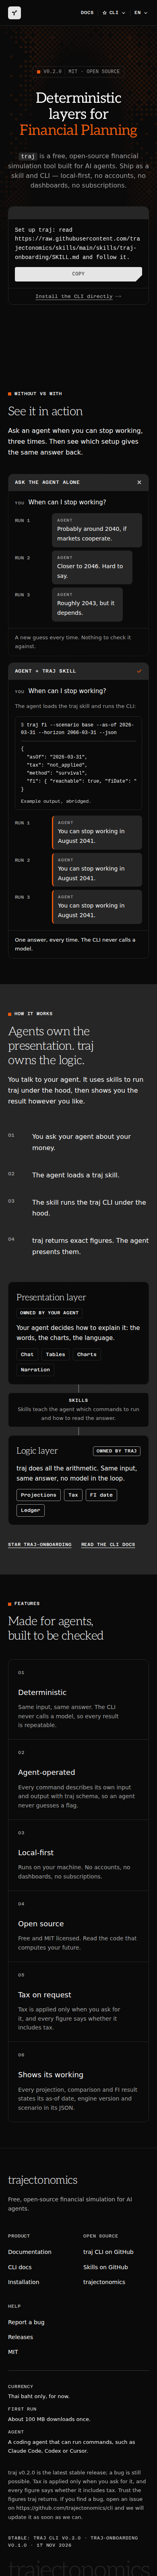 DOCS
CLI
EN
V0.2.0 MIT · OPEN SOURCE
Deterministic
layers for
Financial Planning
traj is a free, open-source financial
simulation tool built for AI agents. Ship as a
skill and CLI — local-first, no accounts, no
dashboards, no subscriptions.
Set up traj: read
https://raw.githubusercontent.com/tra
jectonomics/skills/main/skills/traj-
onboarding/SKILL.md and follow it.
COPY
Install the CLI directly →
WITHOUT VS WITH
See it in action
Ask an agent when you can stop working,
three times. Then see which setup gives
the same answer back.
ASK THE AGENT ALONE
YOU When can I stop working?
RUN 1
AGENT
Probably around 2040, if
markets cooperate.
RUN 2
AGENT
Closer to 2046. Hard to
say.
RUN 3
AGENT
Roughly 2043, but it
depends.
A new guess every time. Nothing to check it
against.
AGENT + TRAJ SKILL
YOU When can I stop working?
The agent loads the traj skill and runs the CLI:
$ traj fi --scenario base --as-of 2026-
03-31 --horizon 2066-03-31 --json
{
"asOf": "2026-03-31",
"tax": "not_applied",
"method": "survival",
"fi": { "reachable": true, "fiDate": "
}
Example output, abridged.
RUN 1
AGENT
You can stop working in
August 2041.
RUN 2
AGENT
You can stop working in
August 2041.
RUN 3
AGENT
You can stop working in
August 2041.
One answer, every time. The CLI never calls a
model.
HOW IT WORKS
Agents own the
presentation. traj
owns the logic.
You talk to your agent. It uses skills to run
traj under the hood, then shows you the
result however you like.
01
You ask your agent about your
money.
02
The agent loads a traj skill.
03
The skill runs the traj CLI under the
hood.
04
traj returns exact figures. The agent
presents them.
Presentation layer
OWNED BY YOUR AGENT
Your agent decides how to explain it: the
words, the charts, the language.
Chat
Tables
Charts
Narration
SKILLS
Skills teach the agent which commands to run
and how to read the answer.
Logic layer
OWNED BY TRAJ
traj does all the arithmetic. Same input,
same answer, no model in the loop.
Projections
Tax
FI date
Ledger
STAR TRAJ-ONBOARDING
READ THE CLI DOCS
FEATURES
Made for agents,
built to be checked
01
Deterministic
Same input, same answer. The CLI
never calls a model, so every result
is repeatable.
02
Agent-operated
Every command describes its own input
and output with traj schema, so an agent
never guesses a flag.
03
Local-first
Runs on your machine. No accounts, no
dashboards, no subscriptions.
04
Open source
Free and MIT licensed. Read the code that
computes your future.
05
Tax on request
Tax is applied only when you ask for
it, and every figure says whether it
includes tax.
06
Shows its working
Every projection, comparison and FI result
states its as-of date, engine version and
scenario in its JSON.
trajectonomics
Free, open-source financial simulation for AI
agents.
PRODUCT
OPEN SOURCE
Documentation
traj CLI on GitHub
CLI docs
Skills on GitHub
Installation
trajectonomics
HELP
Report a bug
Releases
MIT
CURRENCY
Thai baht only, for now.
FIRST RUN
About 100 MB downloads once.
AGENT
A coding agent that can run commands, such as
Claude Code, Codex or Cursor.
traj v0.2.0 is the latest stable release; a bug is still
possible. Tax is applied only when you ask for it, and
every figure says whether it includes tax. Trust the
figures traj returns. If you find a bug, open an issue
on https://github.com/trajectonomics/cli and we will
update it as soon as we can.
STABLE: TRAJ CLI V0.2.0 · TRAJ-ONBOARDING
trajectonomics